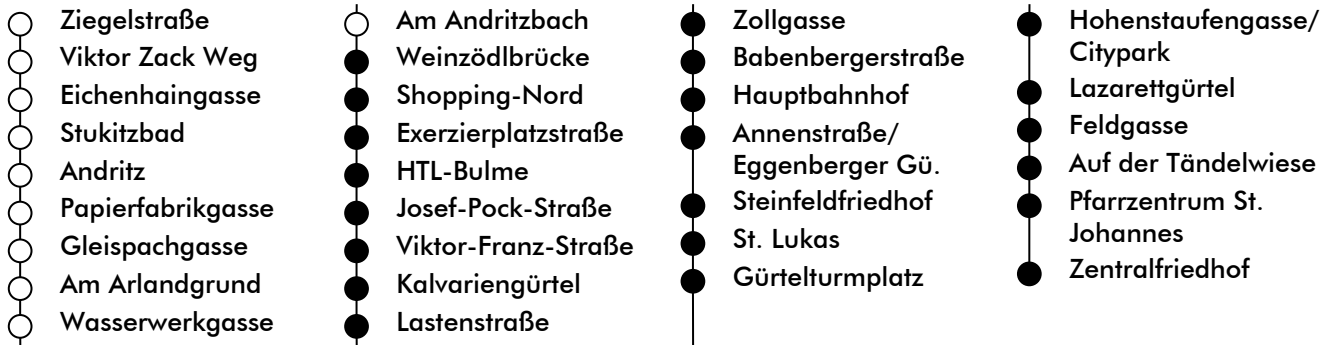 Ziegelstraße
Viktor Zack Weg
Eichenhaingasse
Stukitzbad
Andritz
Papierfabrikgasse
Gleispachgasse
Am Arlandgrund
Wasserwerkgasse
Am Andritzbach
Weinzödlbrücke
Shopping-Nord
Exerzierplatzstraße
HTL-Bulme
Josef-Pock-Straße
Viktor-Franz-Straße
Kalvariengürtel
Lastenstraße
Zollgasse
Babenbergerstraße
Hauptbahnhof
Annenstraße/
Eggenberger Gü.
Steinfeldfriedhof
St. Lukas
Gürtelturmplatz
Hohenstaufengasse/
Citypark
Lazarettgürtel
Feldgasse
Auf der Tändelwiese
Pfarrzentrum St.
Johannes
Zentralfriedhof